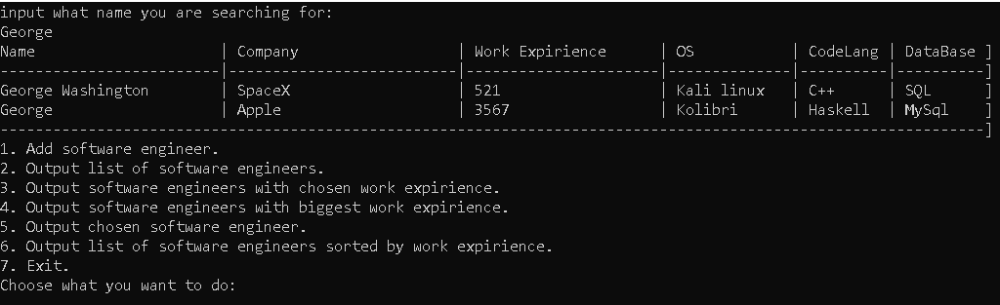 input what name you are searching for:
George
Name                     | Company                   | Work Expirience      | OS           | CodeLang | DataBase ]
-------------------------|--------------------------|----------------------|--------------|----------|----------]
George Washington        | SpaceX                    | 521                  | Kali linux   | C++      | SQL      ]
George                   | Apple                     | 3567                 | Kolibri      | Haskell  | MySql    ]
----------------------------------------------------------------------------------------------------------------]
1. Add software engineer.
2. Output list of software engineers.
3. Output software engineers with chosen work expirience.
4. Output software engineers with biggest work expirience.
5. Output chosen software engineer.
6. Output list of software engineers sorted by work expirience.
7. Exit.
Choose what you want to do: